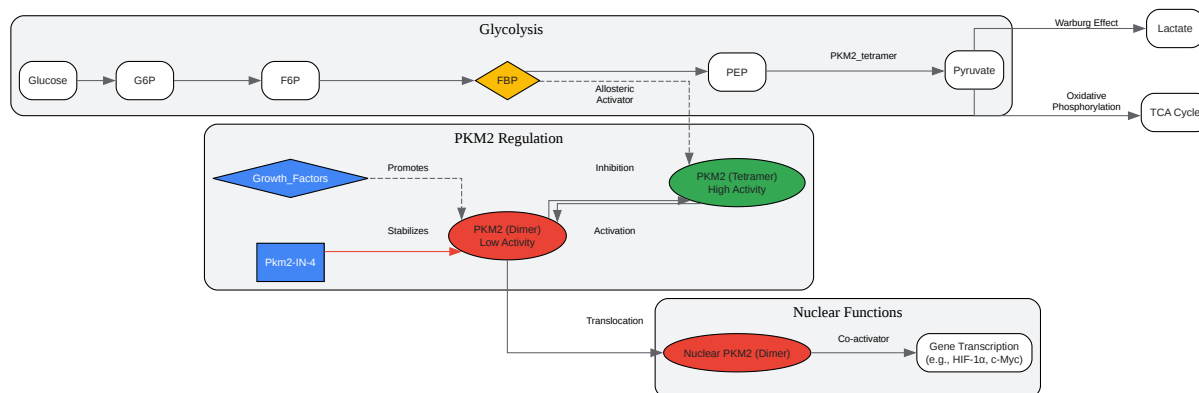 Glycolysis
Warburg Effect
Lactate
Glucose
G6P
F6P
FBP
PEP
PKM2_tetramer
Pyruvate
Allosteric
Activator
Oxidative
Phosphorylation
TCA Cycle
PKM2 Regulation
Growth_Factors
Promotes
Inhibition
PKM2 (Tetramer)
High Activity
Pkm2-IN-4
Stabilizes
PKM2 (Dimer)
Low Activity
Activation
Translocation
Nuclear Functions
Nuclear PKM2 (Dimer)
Co-activator
Gene Transcription
(e.g., HIF-1α, c-Myc)